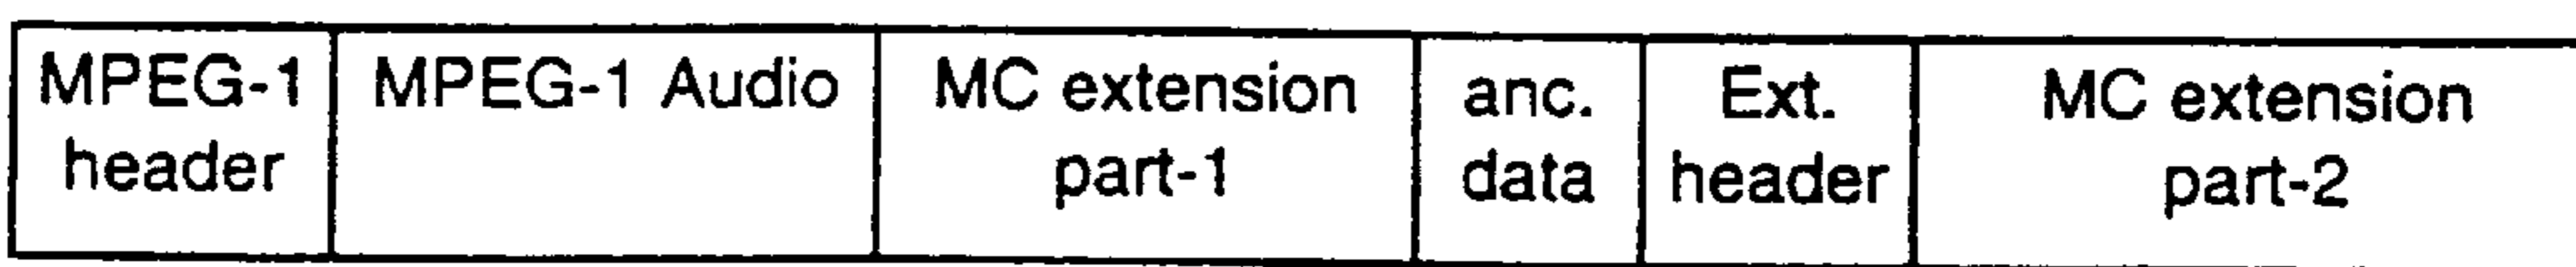 MPEG-1
header
MPEG-1 Audio
MC extension
part-1
anc.
data
Ext.
header
MC extension
part-2